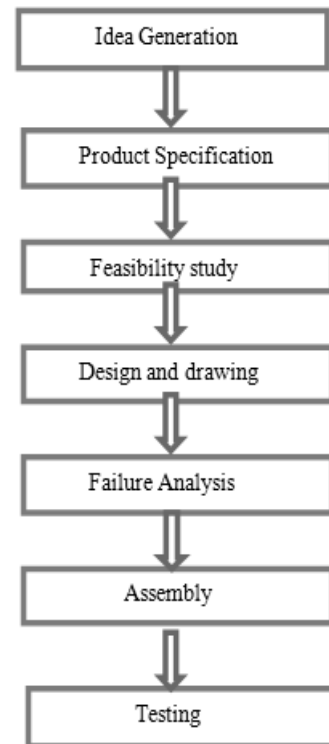 Idea Generation
Product Specification
Feasibility study
Design and drawing
Failure Analysis
Assembly
Testing